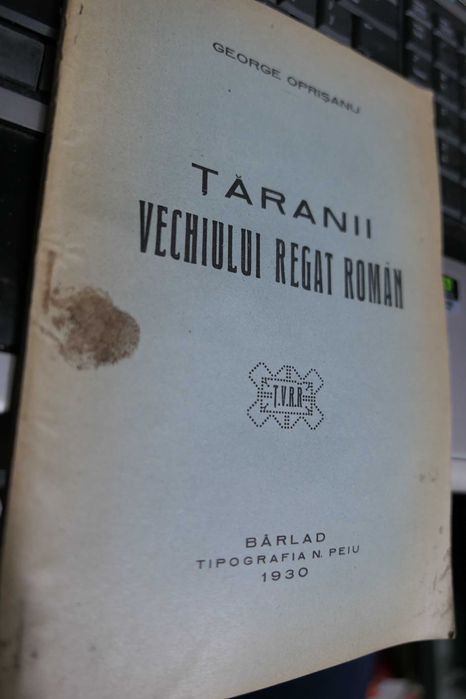 GEORGE OPRIȘANU
ȚĂRANII
VECHIULUI REGAT ROMÂN
T.V.R.R
BÂRLAD
TIPOGRAFIA N. PEIU
1930